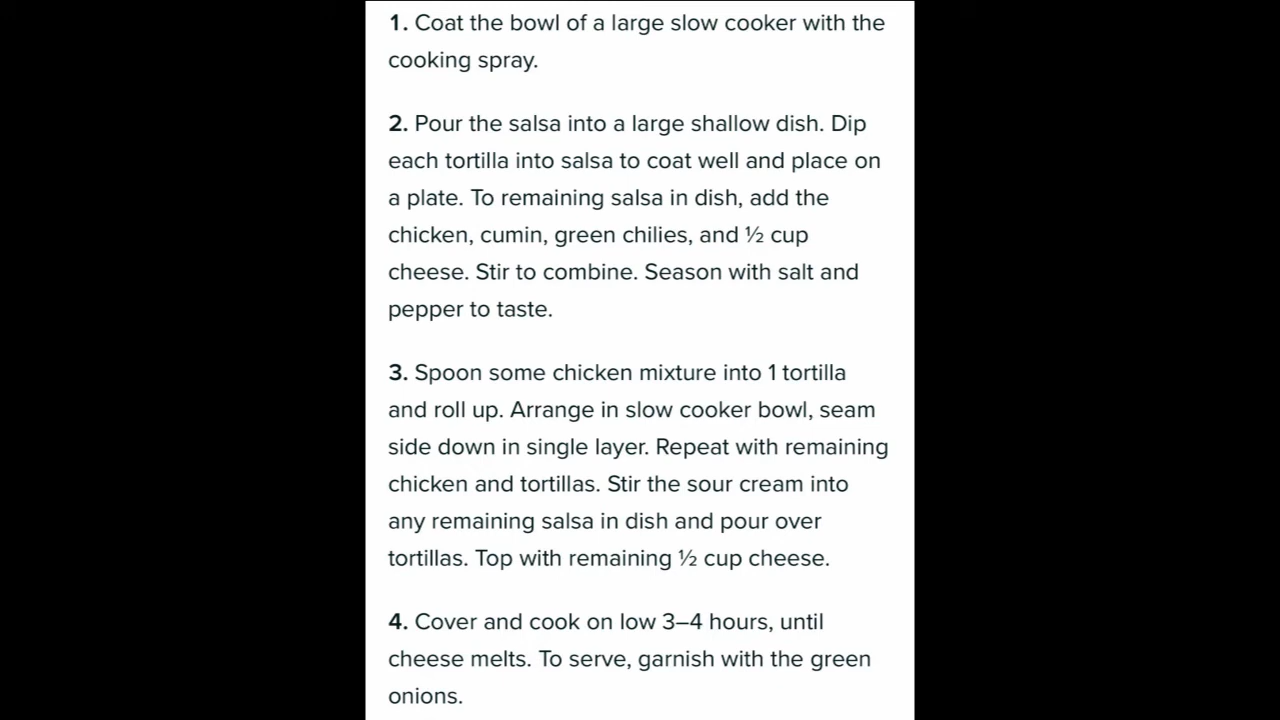 1. Coat the bowl of a large slow cooker with the
cooking spray.
2. Pour the salsa into a large shallow dish. Dip
each tortilla into salsa to coat well and place on
a plate. To remaining salsa in dish, add the
chicken, cumin, green chilies, and ½ cup
cheese. Stir to combine. Season with salt and
pepper to taste.
3. Spoon some chicken mixture into 1 tortilla
and roll up. Arrange in slow cooker bowl, seam
side down in single layer. Repeat with remaining
chicken and tortillas. Stir the sour cream into
any remaining salsa in dish and pour over
tortillas. Top with remaining ½ cup cheese.
4. Cover and cook on low 3–4 hours, until
cheese melts. To serve, garnish with the green
onions.